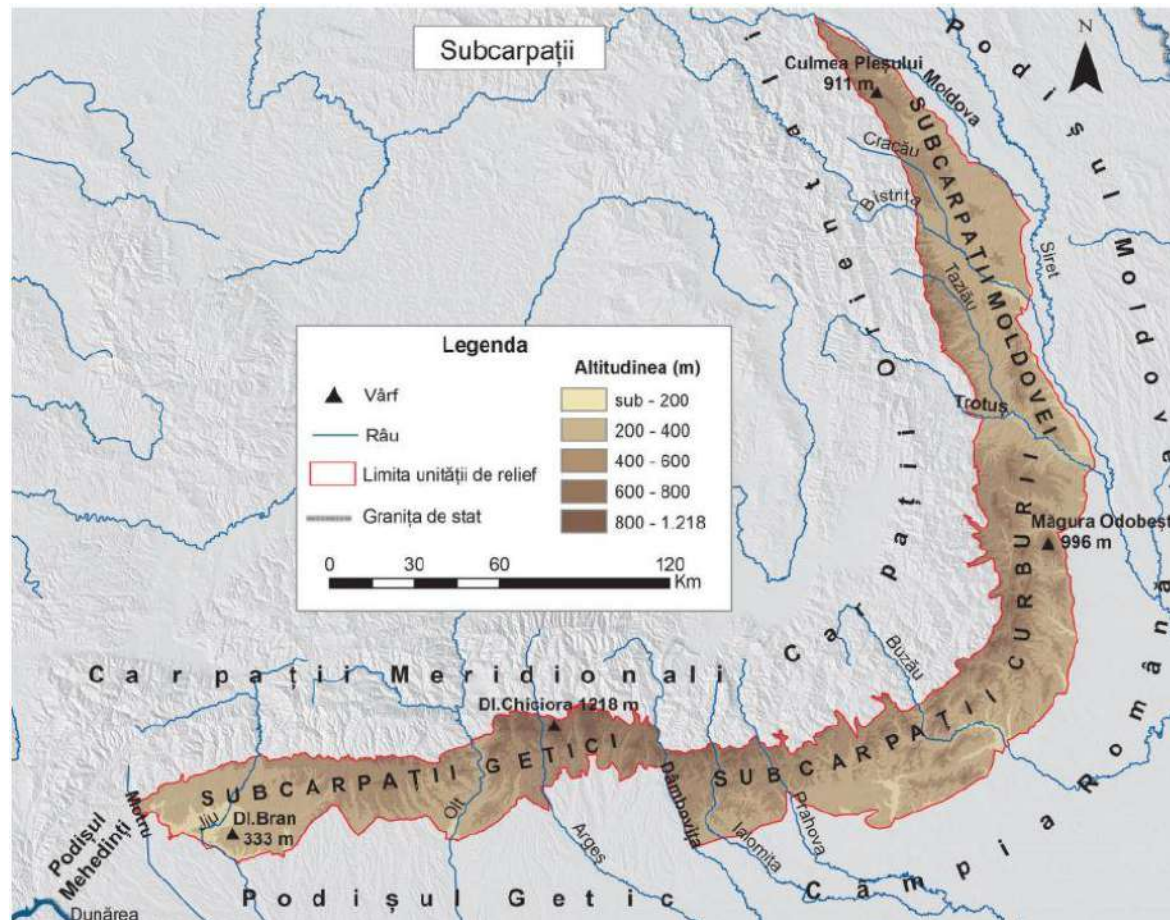 Subcarpații
N
Culmea Pleșului
911 m
Moldova
Podișul Moldovei
SUBCARPAȚII MOLDOVEI
Cracău
Bistrița
Siret
Tazlău
Trotuș
Carpații Orientali
Legenda
Vârf
Râu
Limita unității de relief
Granița de stat
Altitudinea (m)
sub - 200
200 - 400
400 - 600
600 - 800
800 - 1.218
0 30 60 120
Km
Măgura Odobești
996 m
SUBCARPAȚII CURBURII
Buzău
Carpații Meridionali
Dl.Chiciora 1218 m
SUBCARPAȚII GETICI
Motru
Jiu
Dl.Bran
333 m
Olt
Argeș
Dâmbovița
Ialomița
Prahova
Podișul
Mehedinți
Podișul Getic
Câmpia Română
Dunărea